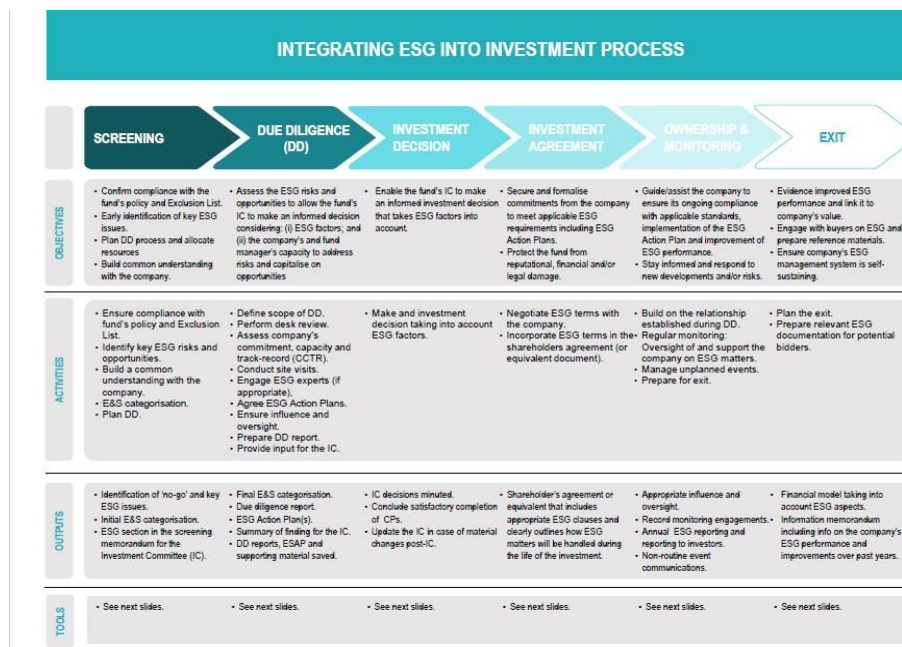 INTEGRATING ESG INTO INVESTMENT PROCESS
SCREENING
DUE DILIGENCE
(DD)
INVESTMENT
DECISION
INVESTMENT
AGREEMENT
OWNERSHIP &
MONITORING
EXIT
OBJECTIVES
• Confirm compliance with the
fund's policy and Exclusion List.
• Early identification of key ESG
issues.
• Plan DD process and allocate
resources
• Build common understanding
with the company.
• Assess the ESG risks and
opportunities to allow the fund's
IC to make an informed decision
considering: (i) ESG factors; and
(ii) the company's and fund
manager's capacity to address
risks and capitalise on
opportunities
• Enable the fund's IC to make
an informed investment decision
that takes ESG factors into
account.
• Secure and formalise
commitments from the company
to meet applicable ESG
requirements including ESG
Action Plans.
• Protect the fund from
reputational, financial and/or
legal damage.
• Guide/assist the company to
ensure its ongoing compliance
with applicable standards,
implementation of the ESG
Action Plan and improvement of
ESG performance.
• Stay informed and respond to
new developments and/or risks.
• Evidence improved ESG
performance and link it to
company's value.
• Engage with buyers on ESG and
prepare reference materials.
• Ensure company's ESG
management system is self-
sustaining.
ACTIVITIES
• Ensure compliance with
fund's policy and Exclusion
List.
• Identify key ESG risks and
opportunities.
• Build a common
understanding with the
company.
• E&S categorisation.
• Plan DD.
• Define scope of DD.
• Perform desk review.
• Assess company's
commitment, capacity and
track-record (CCTR).
• Conduct site visits.
• Engage ESG experts (if
appropriate),
• Agree ESG Action Plans.
• Ensure influence and
oversight.
• Prepare DD report.
• Provide input for the IC.
• Make and investment
decision taking into account
ESG factors.
• Negotiate ESG terms with
the company.
• Incorporate ESG terms in the
shareholders agreement (or
equivalent document).
• Build on the relationship
established during DD.
• Regular monitoring:
Oversight of and support the
company on ESG matters.
• Manage unplanned events.
• Prepare for exit.
• Plan the exit.
• Prepare relevant ESG
documentation for potential
bidders.
OUTPUTS
• Identification of 'no-go' and key
ESG issues.
• Initial E&S categorisation.
• ESG section in the screening
memorandum for the
Investment Committee (IC).
• Final E&S categorisation.
• Due diligence report.
• ESG Action Plan(s).
• Summary of finding for the IC.
• DD reports, ESAP and
supporting material saved.
• IC decisions minuted.
• Conclude satisfactory completion
of CPs.
• Update the IC in case of material
changes post-IC.
• Shareholder's agreement or
equivalent that includes
appropriate ESG clauses and
clearly outlines how ESG
matters will be handled during
the life of the investment.
• Appropriate influence and
oversight.
• Record monitoring engagements.
• Annual ESG reporting and
reporting to investors.
• Non-routine event
communications.
• Financial model taking into
account ESG aspects.
• Information memorandum
including info on the company's
ESG performance and
improvements over past years.
TOOLS
• See next slides.
• See next slides.
• See next slides.
• See next slides.
• See next slides.
• See next slides.